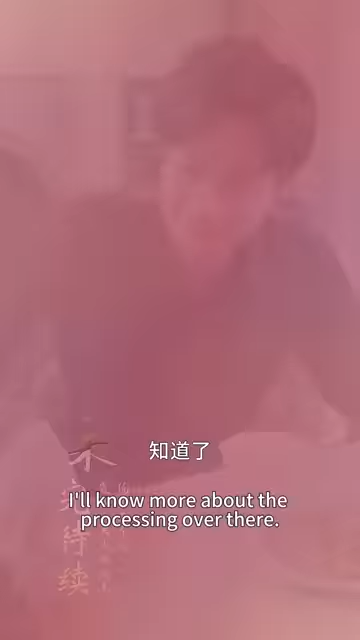 知道了
I'll know more about the
processing over there.
未完待续